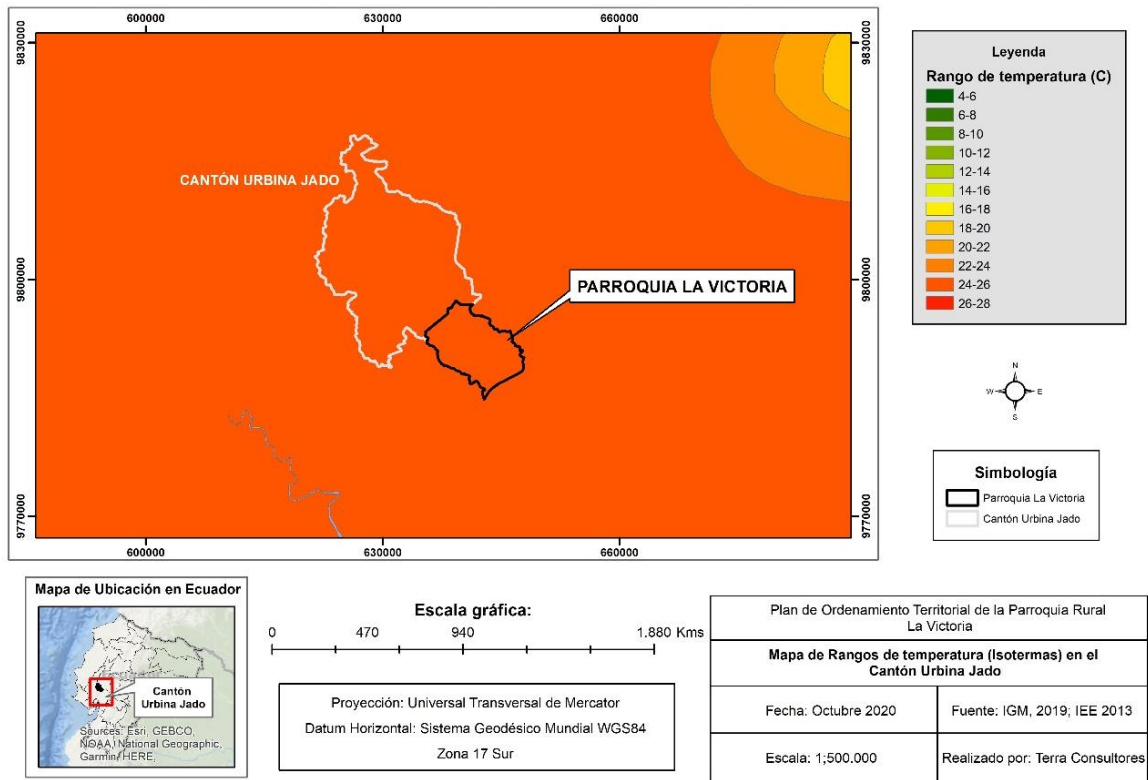 600000 630000 660000
9830000 9830000
9800000 9800000
9770000 9770000
CANTÓN URBINA JADO
PARROQUIA LA VICTORIA
600000 630000 660000
Leyenda
Rango de temperatura (C)
4-6
6-8
8-10
10-12
12-14
14-16
16-18
18-20
20-22
22-24
24-26
26-28
N
W E
S
Simbología
Parroquia La Victoria
Cantón Urbina Jado
Mapa de Ubicación en Ecuador
Cantón
Urbina Jado
Sources: Esri, GEBCO,
NOAA, National Geographic,
Garmin, HERE,
Escala gráfica:
0 470 940 1.880 Kms
Proyección: Universal Transversal de Mercator
Datum Horizontal: Sistema Geodésico Mundial WGS84
Zona 17 Sur
Plan de Ordenamiento Territorial de la Parroquia Rural
La Victoria
Mapa de Rangos de temperatura (Isotermas) en el
Cantón Urbina Jado
Fecha: Octubre 2020
Fuente: IGM, 2019; IEE 2013
Escala: 1;500.000
Realizado por: Terra Consultores